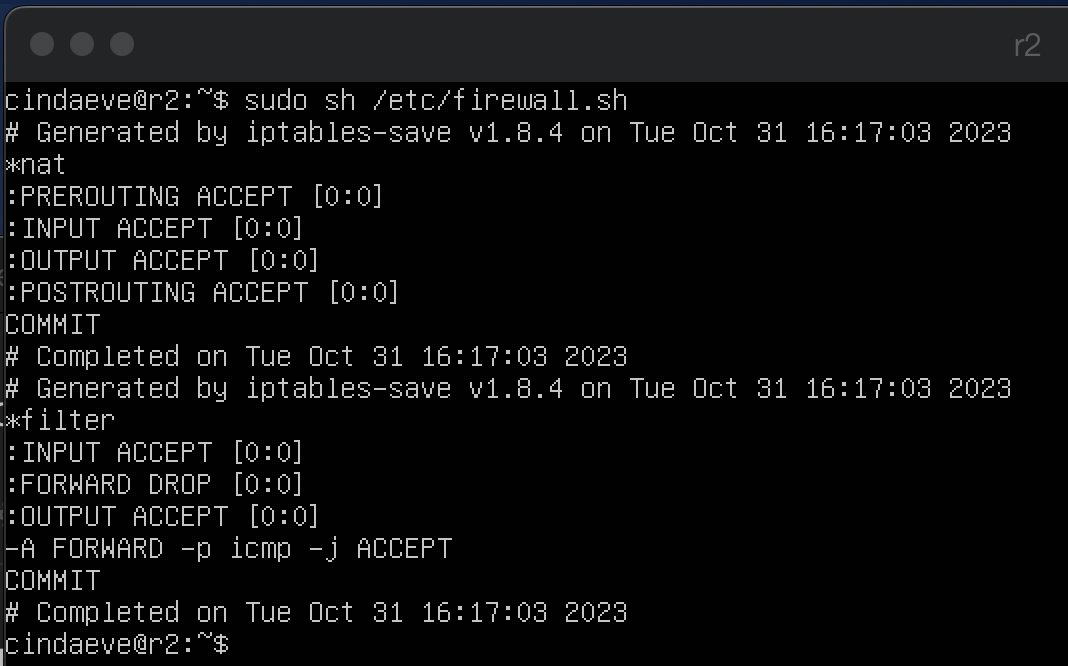 r2
cindaeve@r2:~$ sudo sh /etc/firewall.sh
# Generated by iptables-save v1.8.4 on Tue Oct 31 16:17:03 2023
*nat
:PREROUTING ACCEPT [0:0]
:INPUT ACCEPT [0:0]
:OUTPUT ACCEPT [0:0]
:POSTROUTING ACCEPT [0:0]
COMMIT
# Completed on Tue Oct 31 16:17:03 2023
# Generated by iptables-save v1.8.4 on Tue Oct 31 16:17:03 2023
*filter
:INPUT ACCEPT [0:0]
:FORWARD DROP [0:0]
:OUTPUT ACCEPT [0:0]
-A FORWARD -p icmp -j ACCEPT
COMMIT
# Completed on Tue Oct 31 16:17:03 2023
cindaeve@r2:~$